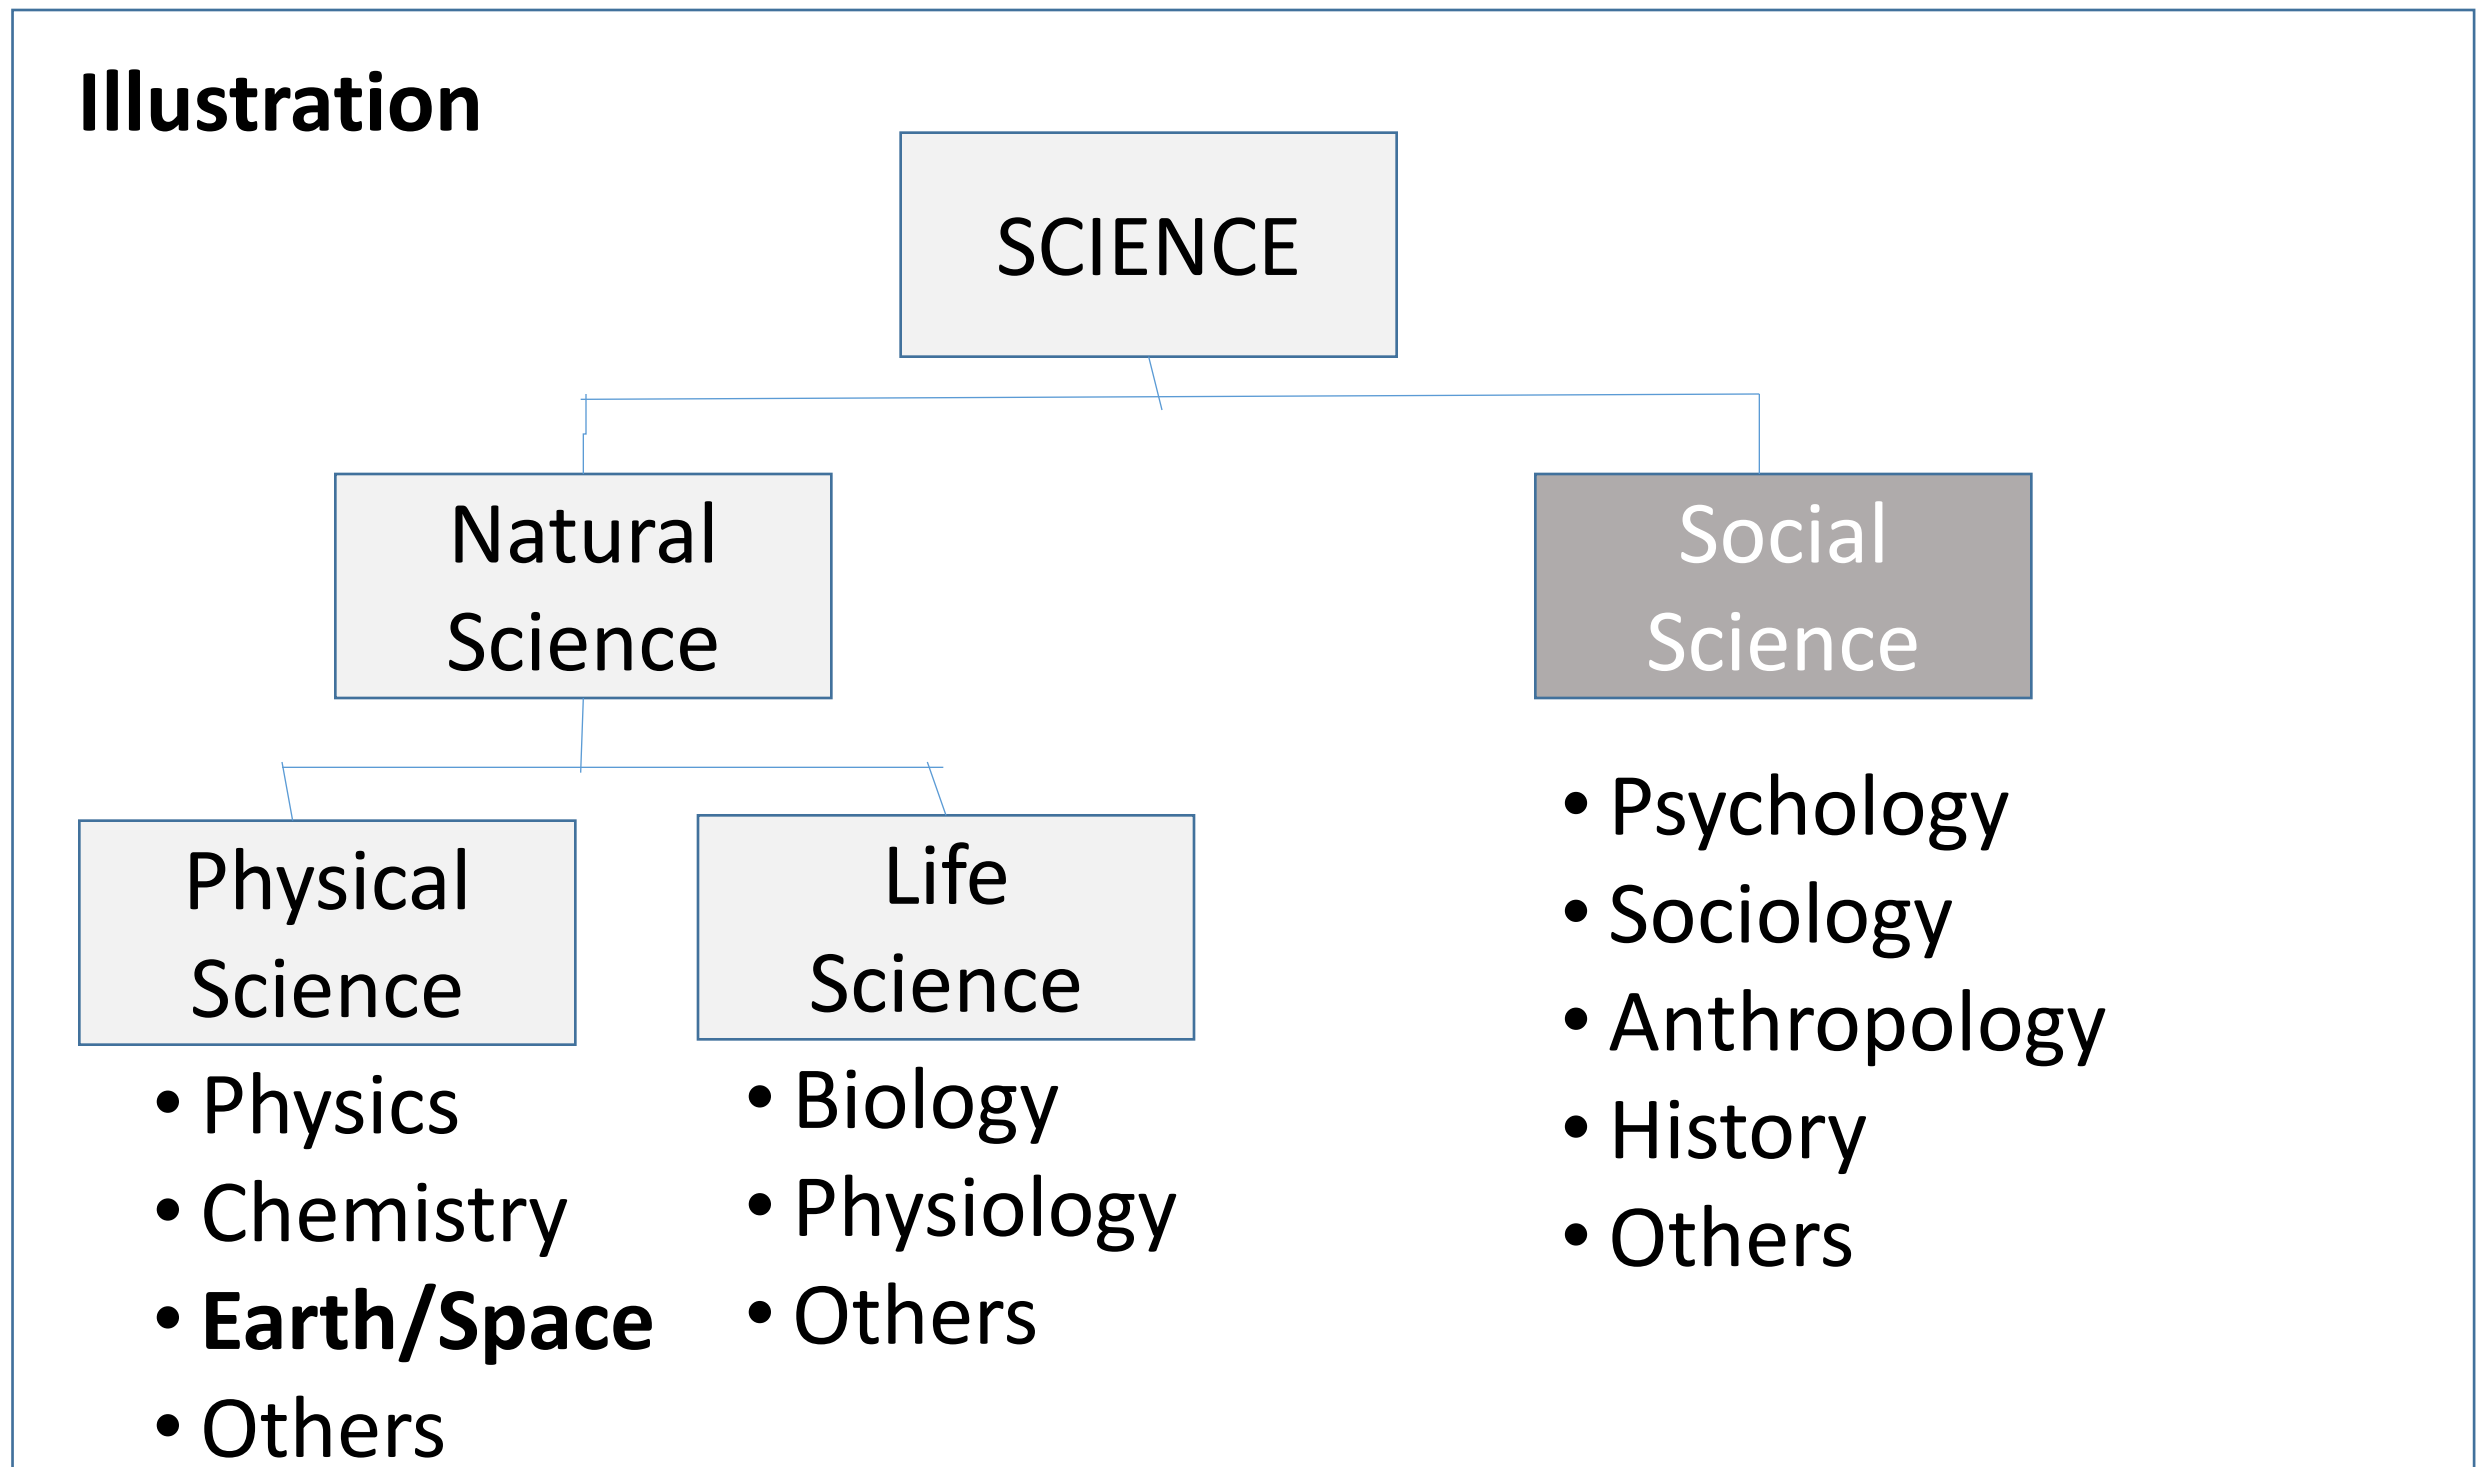 Illustration
SCIENCE
Natural
Science
Social
Science
Physical
Science
• Physics
• Chemistry
• Earth/Space
• Others
Life
Science
• Biology
• Physiology
• Others
• Psychology
• Sociology
• Anthropology
• History
• Others